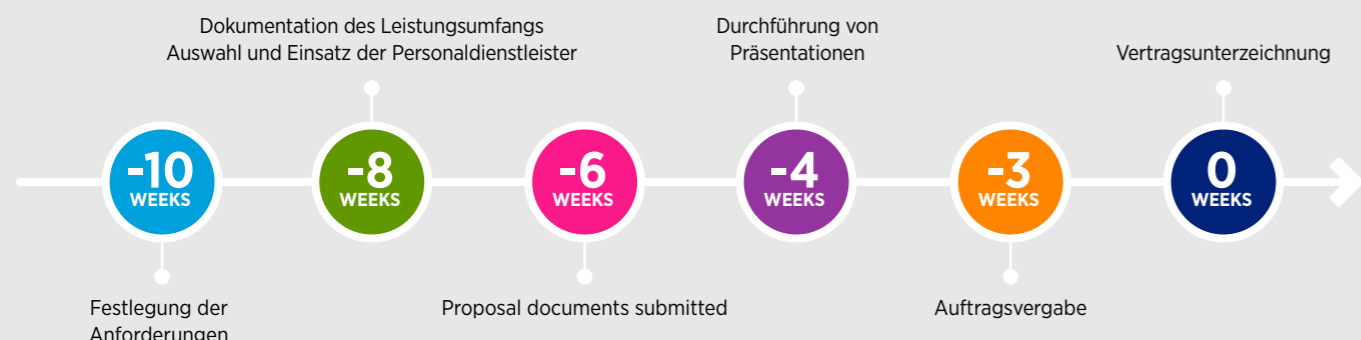 Dokumentation des Leistungsumfangs
Auswahl und Einsatz der Personaldienstleister
Durchführung von
Präsentationen
Vertragsunterzeichnung
-10
WEEKS
-8
WEEKS
-6
WEEKS
-4
WEEKS
-3
WEEKS
0
WEEKS
Festlegung der
Anforderungen
Proposal documents submitted
Auftragsvergabe